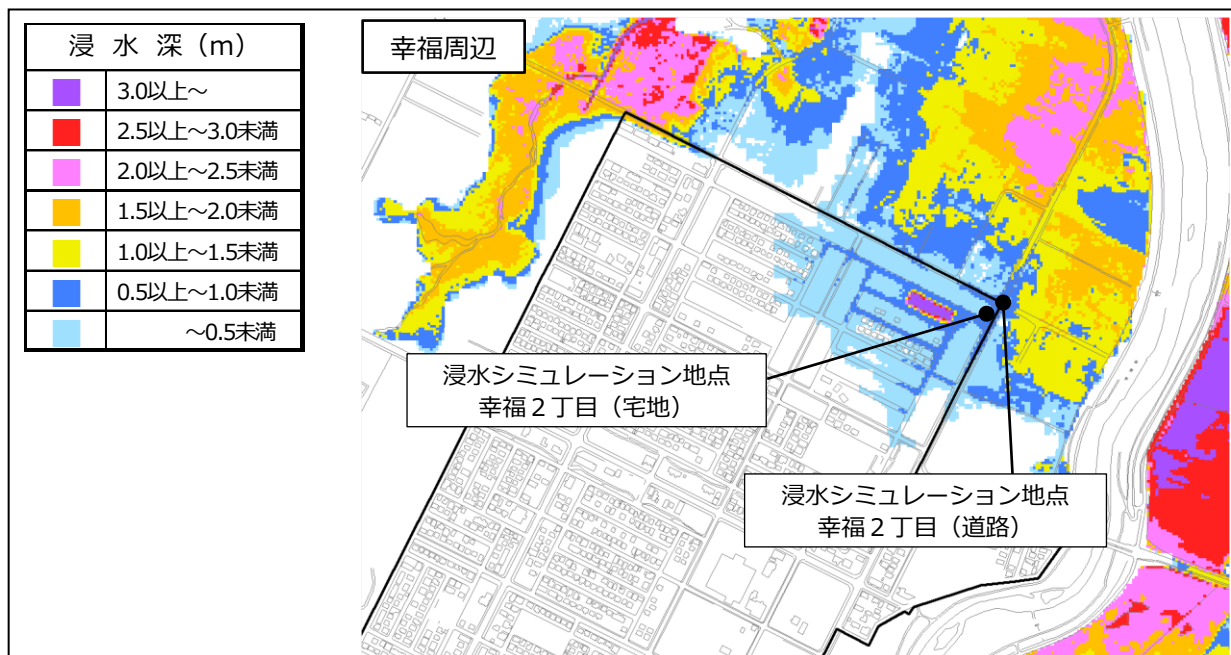 浸 水 深（m）
3.0以上～
2.5以上～3.0未満
2.0以上～2.5未満
1.5以上～2.0未満
1.0以上～1.5未満
0.5以上～1.0未満
～0.5未満
幸福周辺
浸水シミュレーション地点
幸福２丁目（宅地）
浸水シミュレーション地点
幸福２丁目（道路）